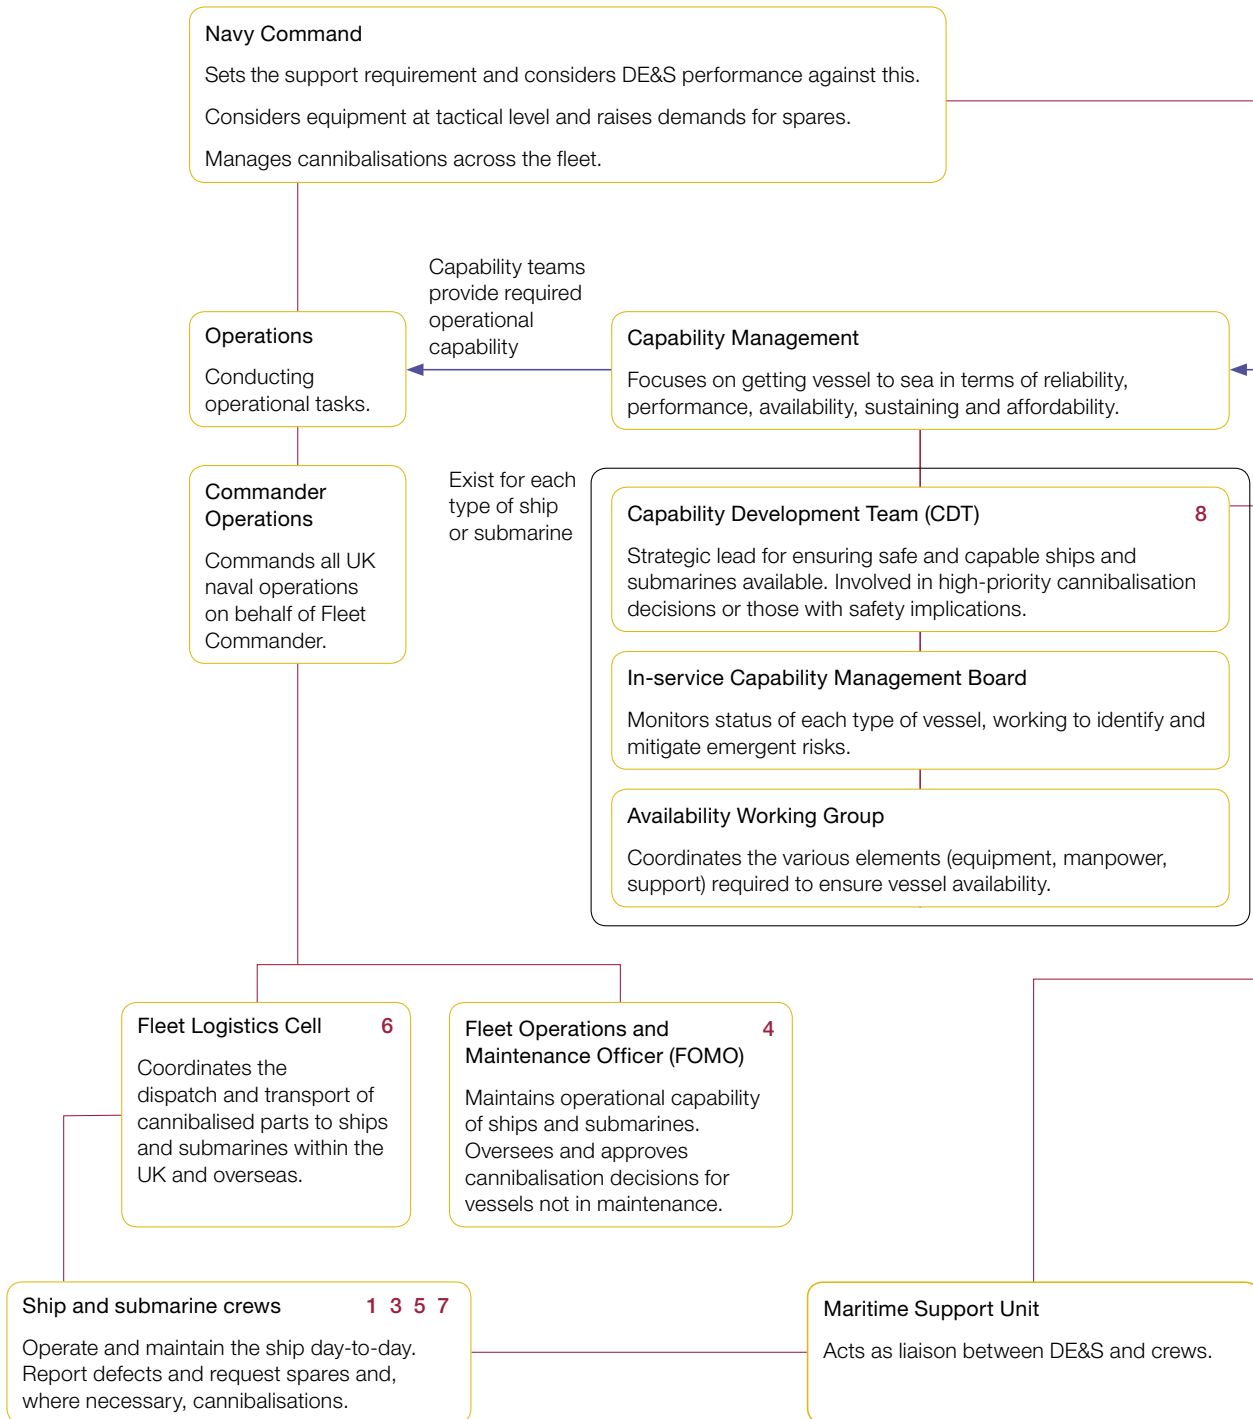 Navy Command
Sets the support requirement and considers DE&S performance against this.
Considers equipment at tactical level and raises demands for spares.
Manages cannibalisations across the fleet.
Capability teams
provide required
operational
capability
Operations
Conducting
operational tasks.
Capability Management
Focuses on getting vessel to sea in terms of reliability,
performance, availability, sustaining and affordability.
Commander
Operations
Commands all UK
naval operations
on behalf of Fleet
Commander.
Exist for each
type of ship
or submarine
Capability Development Team (CDT) 8
Strategic lead for ensuring safe and capable ships and
submarines available. Involved in high-priority cannibalisation
decisions or those with safety implications.
In-service Capability Management Board
Monitors status of each type of vessel, working to identify and
mitigate emergent risks.
Availability Working Group
Coordinates the various elements (equipment, manpower,
support) required to ensure vessel availability.
Fleet Logistics Cell 6
Coordinates the
dispatch and transport of
cannibalised parts to ships
and submarines within the
UK and overseas.
Fleet Operations and 4
Maintenance Officer (FOMO)
Maintains operational capability
of ships and submarines.
Oversees and approves
cannibalisation decisions for
vessels not in maintenance.
Ship and submarine crews 1 3 5 7
Operate and maintain the ship day-to-day.
Report defects and request spares and,
where necessary, cannibalisations.
Maritime Support Unit
Acts as liaison between DE&S and crews.